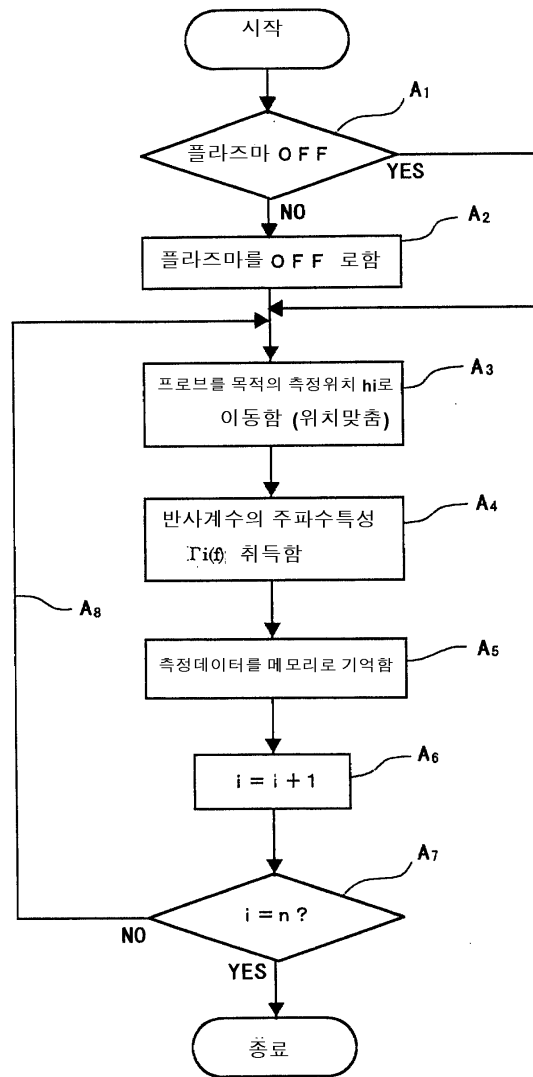 시작
A1
플라즈마 OFF
YES
NO
A2
플라즈마를 OFF 로함
A3
프로브를 목적의 측정위치 hi로
이동함 (위치맞춤)
A4
반사계수의 주파수특성
Γi(f) 취득함
A8
A5
측정데이터를 메모리로 기억함
A6
i = i + 1
A7
i = n ?
NO
YES
종료